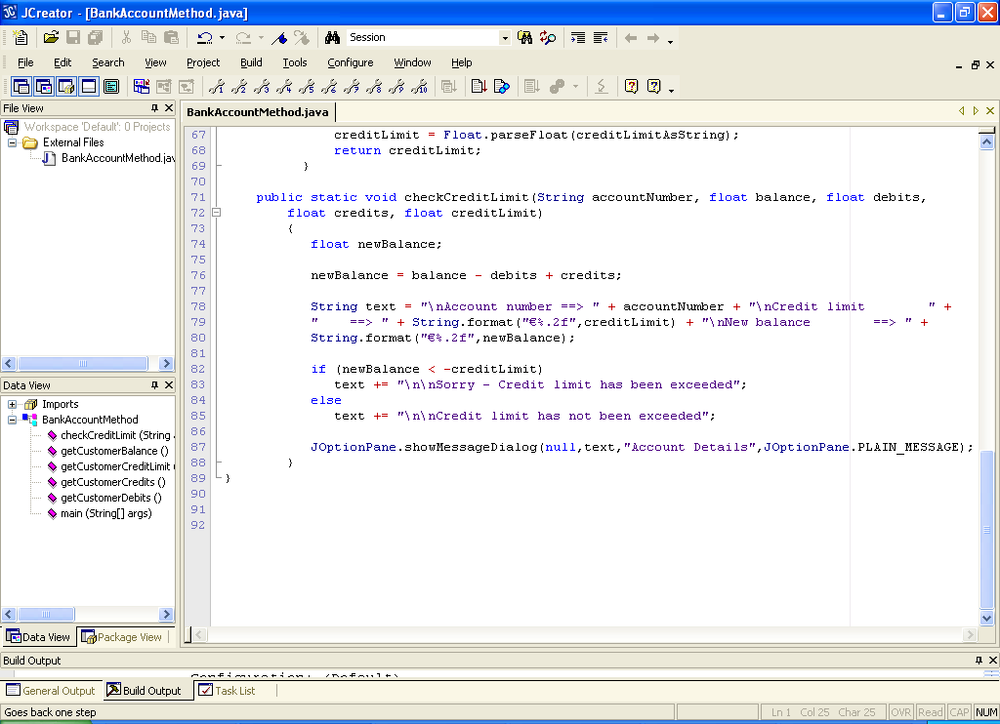 JCreator - [BankAccountMethod.java]
Session
File Edit Search View Project Build Tools Configure Window Help
File View
BankAccountMethod.java
Workspace 'Default': 0 Projects
External Files
BankAccountMethod.jav
67 creditLimit = Float.parseFloat(creditLimitAsString);
68 return creditLimit;
69 }
70
71 public static void checkCreditLimit(String accountNumber, float balance, float debits,
72 float credits, float creditLimit)
73 {
74 float newBalance;
75
76 newBalance = balance - debits + credits;
77
78 String text = "\nAccount number ==> " + accountNumber + "\nCredit limit " +
79 " ==> " + String.format("€%.2f",creditLimit) + "\nNew balance ==> " +
80 String.format("€%.2f",newBalance);
81
82 if (newBalance < -creditLimit)
83 text += "\n\nSorry - Credit limit has been exceeded";
84 else
85 text += "\n\nCredit limit has not been exceeded";
86
87 JOptionPane.showMessageDialog(null,text,"Account Details",JOptionPane.PLAIN_MESSAGE);
88 }
89 }
90
91
92
Data View
Imports
BankAccountMethod
checkCreditLimit (String
getCustomerBalance ()
getCustomerCreditLimit
getCustomerCredits ()
getCustomerDebits ()
main (String[] args)
Data View Package View
Build Output
Configuration: (Default)
General Output Build Output Task List
Goes back one step Ln 1 Col 25 Char 25 OVR Read CAP NUM